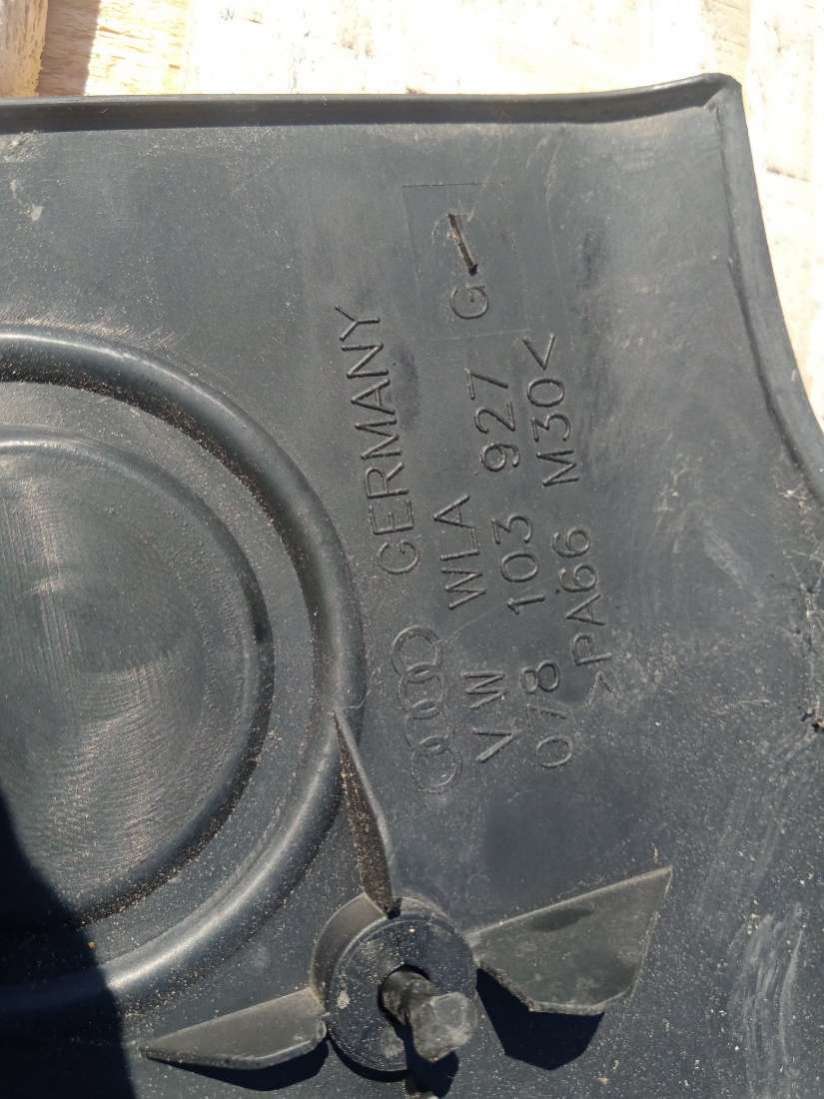 GERMANY
VW WLA
078 103 927 G
>PA66 M30<